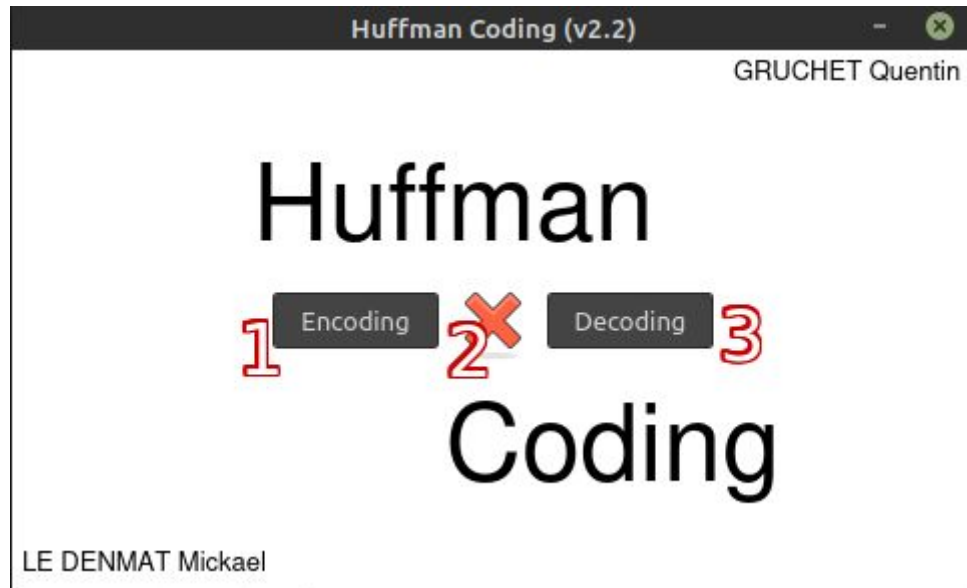 Huffman Coding (v2.2)
GRUCHET Quentin
Huffman
1 Encoding 2 Decoding 3
Coding
LE DENMAT Mickael